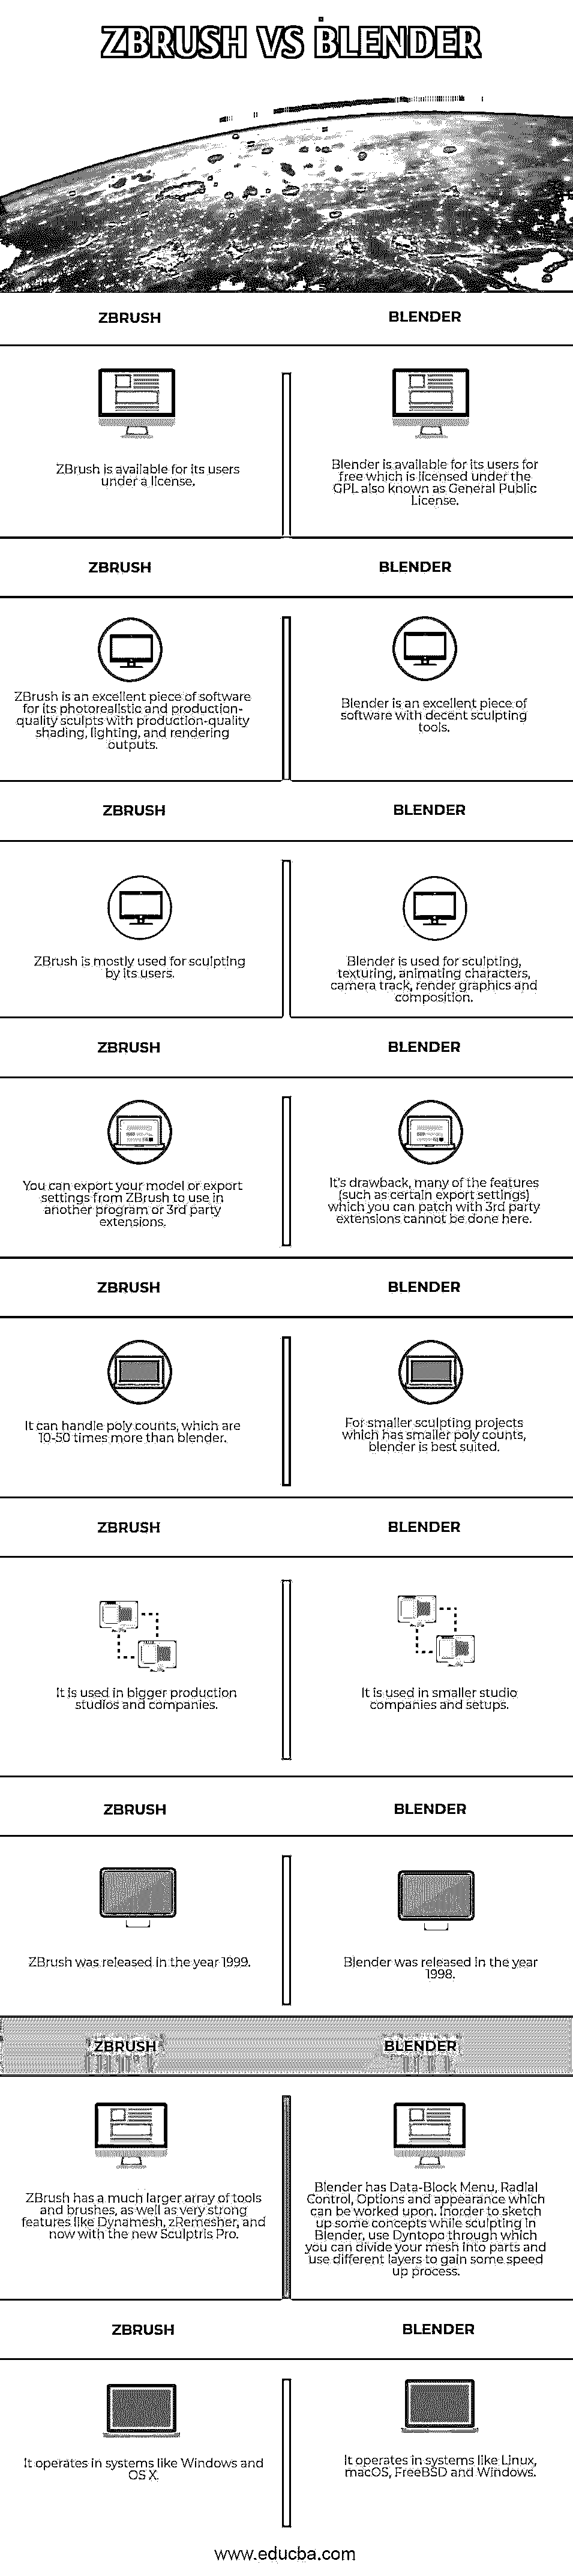 ZBRUSH VS BLENDER
ZBRUSH
BLENDER
ZBrush is available for its users
under a license.
Blender is available for its users for
free which is licensed under the
GPL also known as General Public
License.
ZBRUSH
BLENDER
ZBrush is an excellent piece of software
for its photorealistic and production-
quality sculpts with production-quality
shading, lighting, and rendering
outputs.
Blender is an excellent piece of
software with decent sculpting
tools.
ZBRUSH
BLENDER
ZBrush is mostly used for sculpting
by its users.
Blender is used for sculpting,
texturing, animating characters,
camera track, render graphics and
composition.
ZBRUSH
BLENDER
You can export your model or export
settings from ZBrush to use in
another program or 3rd party
extensions.
It's drawback, many of the features
(such as certain export settings)
which you can patch with 3rd party
extensions cannot be done here.
ZBRUSH
BLENDER
It can handle poly counts, which are
10-50 times more than blender.
For smaller sculpting projects
which has smaller poly counts,
blender is best suited.
ZBRUSH
BLENDER
It is used in bigger production
studios and companies.
It is used in smaller studio
companies and setups.
ZBRUSH
BLENDER
ZBrush was released in the year 1999.
Blender was released in the year
1998.
ZBRUSH
BLENDER
ZBrush has a much larger array of tools
and brushes, as well as very strong
features like Dynamesh, zRemesher, and
now with the new Sculptris Pro.
Blender has Data-Block Menu, Radial
Control, Options and appearance which
can be worked upon. Inorder to sketch
up some concepts while sculpting in
Blender, use Dyntopo through which
you can divide your mesh into parts and
use different layers to gain some speed
up process.
ZBRUSH
BLENDER
It operates in systems like Windows and
OS X.
It operates in systems like Linux,
macOS, FreeBSD and Windows.
www.educba.com